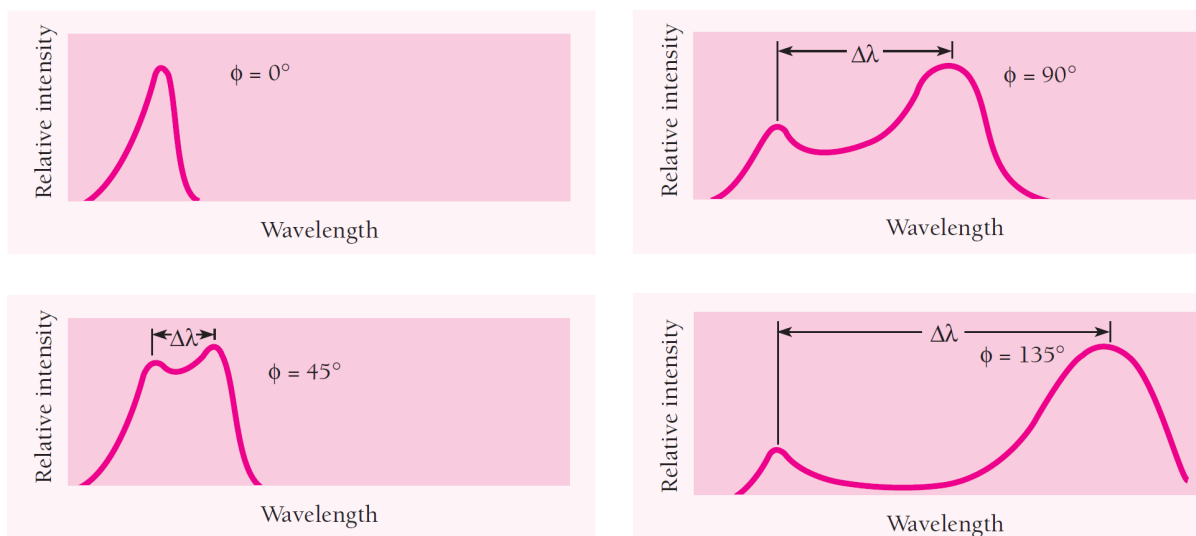 Relative intensity
ϕ = 0°
Wavelength
Relative intensity
Δλ
ϕ = 90°
Wavelength
Relative intensity
Δλ
ϕ = 45°
Wavelength
Relative intensity
Δλ
ϕ = 135°
Wavelength